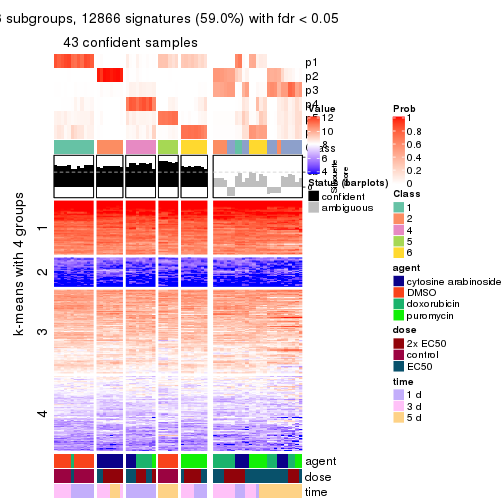 subgroups, 12866 signatures (59.0%) with fdr < 0.05
43 confident samples
p1
p2
p3
p4
Value
12
10
8
6
4
Silhouette
score
Status (barplots)
confident
ambiguous
Prob
1
0.8
0.6
0.4
0.2
0
Class
1
2
4
5
6
agent
cytosine arabinoside
DMSO
doxorubicin
puromycin
dose
2x EC50
control
EC50
time
1 d
3 d
5 d
k-means with 4 groups
1
2
3
4
agent
dose
time